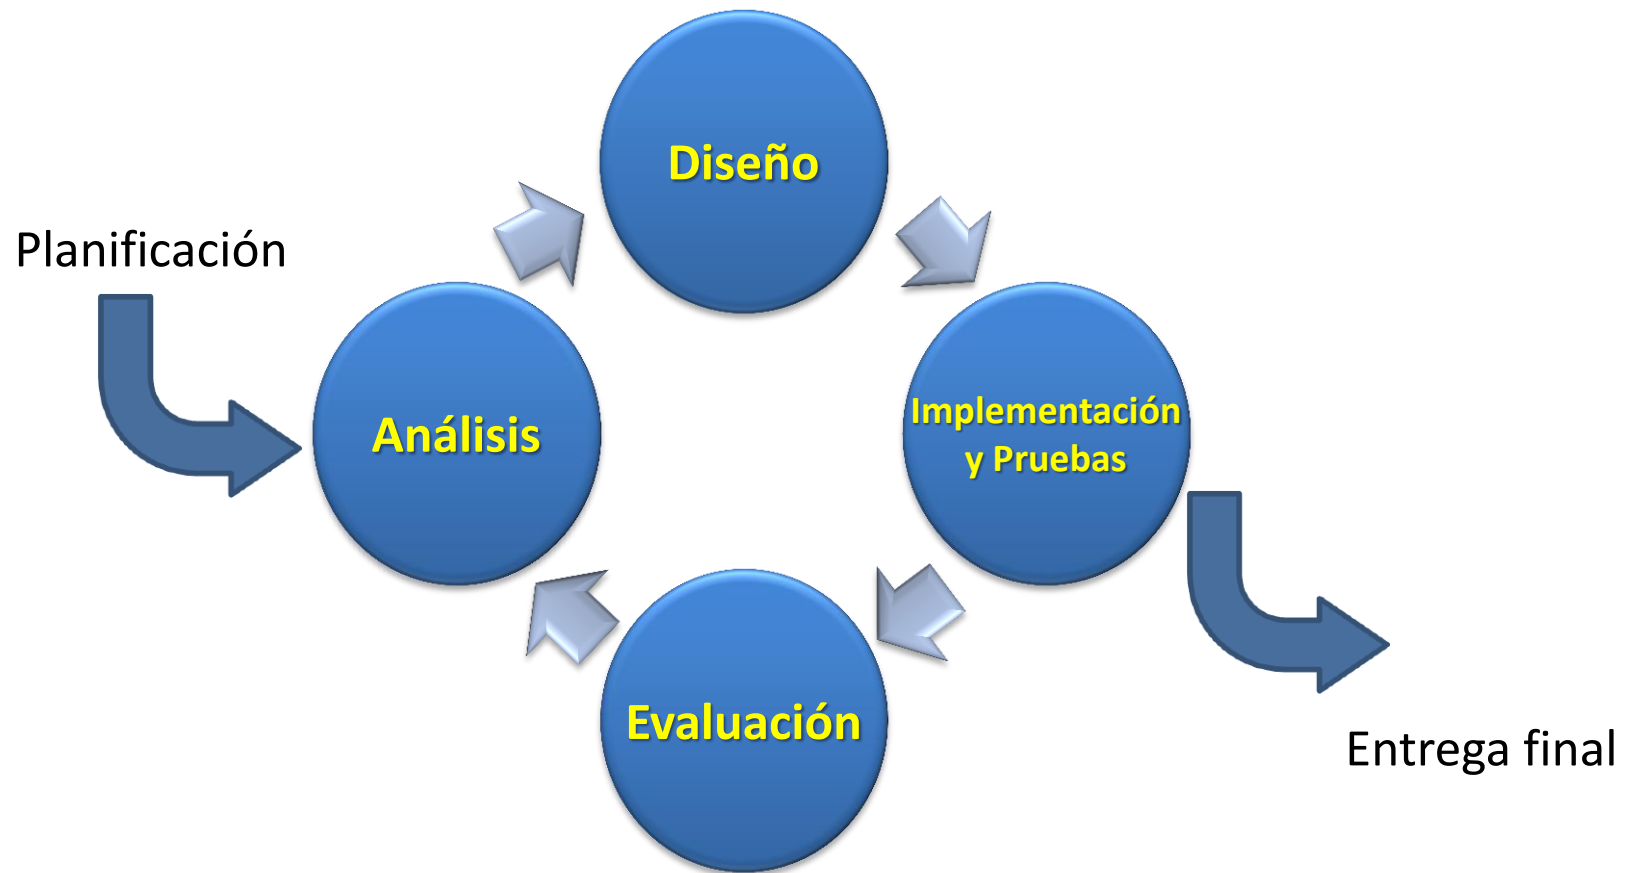 Diseño
Planificación
Análisis
Implementación
y Pruebas
Evaluación
Entrega final